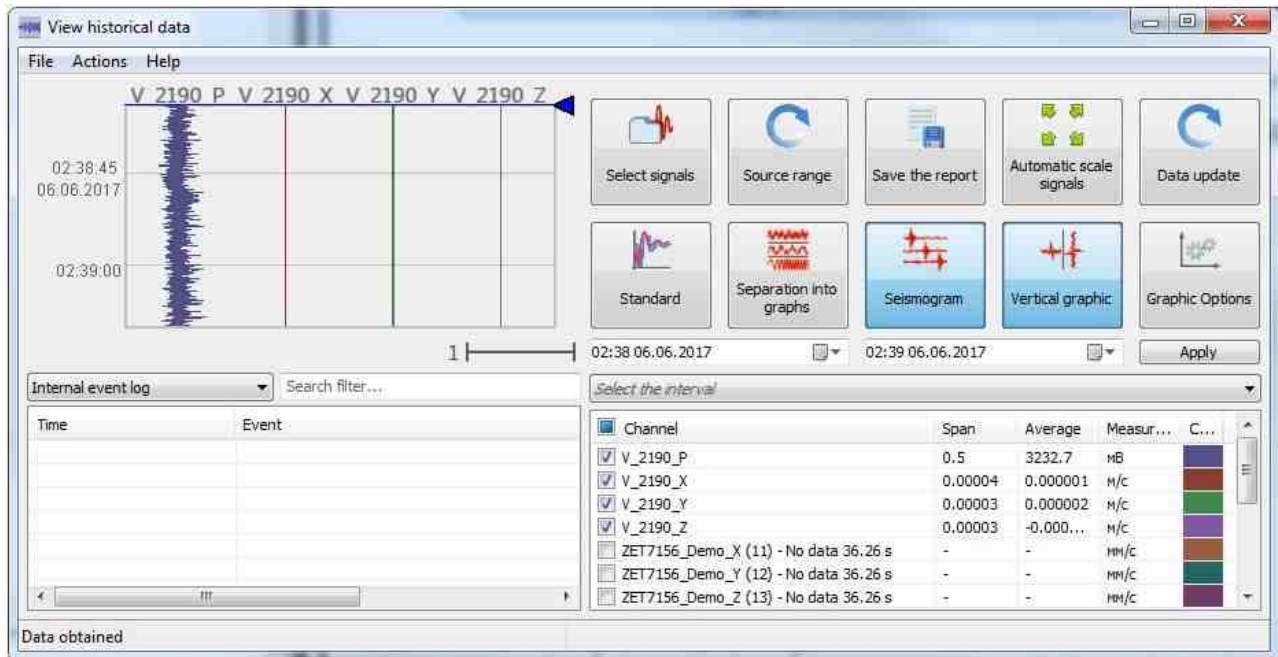 View historical data
File Actions Help
V_2190_P V_2190_X V_2190_Y V_2190_Z
02:38:45
06.06.2017
02:39:00
1
Select signals
Source range
Save the report
Automatic scale
signals
Data update
Standard
Separation into
graphs
Seismogram
Vertical graphic
Graphic Options
02:38 06.06.2017
02:39 06.06.2017
Apply
Internal event log
Search filter...
Select the interval
Time Event
Channel Span Average Measur... C...
V_2190_P 0.5 3232.7 мВ
V_2190_X 0.00004 0.000001 м/с
V_2190_Y 0.00003 0.000002 м/с
V_2190_Z 0.00003 -0.000... м/с
ZET7156_Demo_X (11) - No data 36.26 s - - мм/с
ZET7156_Demo_Y (12) - No data 36.26 s - - мм/с
ZET7156_Demo_Z (13) - No data 36.26 s - - мм/с
Data obtained